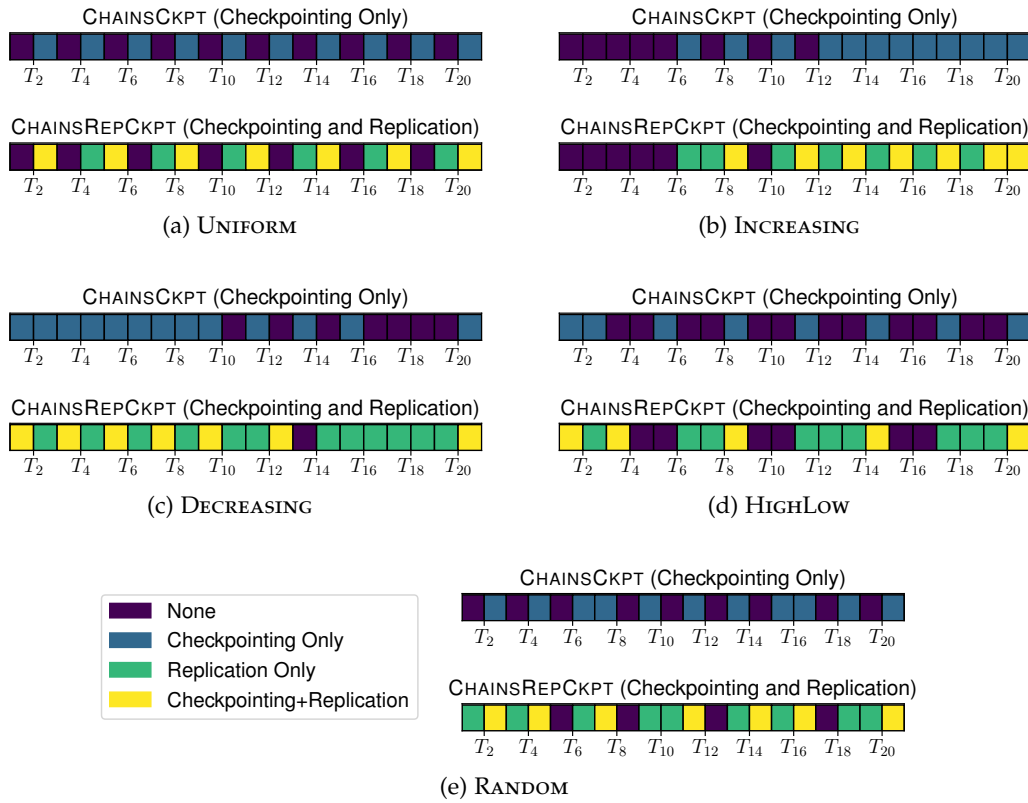 CHAINSCKPT (Checkpointing Only)
T2 T4 T6 T8 T10 T12 T14 T16 T18 T20
CHAINSREPCKPT (Checkpointing and Replication)
T2 T4 T6 T8 T10 T12 T14 T16 T18 T20
(a) UNIFORM
CHAINSCKPT (Checkpointing Only)
T2 T4 T6 T8 T10 T12 T14 T16 T18 T20
CHAINSREPCKPT (Checkpointing and Replication)
T2 T4 T6 T8 T10 T12 T14 T16 T18 T20
(b) INCREASING
CHAINSCKPT (Checkpointing Only)
T2 T4 T6 T8 T10 T12 T14 T16 T18 T20
CHAINSREPCKPT (Checkpointing and Replication)
T2 T4 T6 T8 T10 T12 T14 T16 T18 T20
(c) DECREASING
CHAINSCKPT (Checkpointing Only)
T2 T4 T6 T8 T10 T12 T14 T16 T18 T20
CHAINSREPCKPT (Checkpointing and Replication)
T2 T4 T6 T8 T10 T12 T14 T16 T18 T20
(d) HIGHLOW
None
Checkpointing Only
Replication Only
Checkpointing+Replication
CHAINSCKPT (Checkpointing Only)
T2 T4 T6 T8 T10 T12 T14 T16 T18 T20
CHAINSREPCKPT (Checkpointing and Replication)
T2 T4 T6 T8 T10 T12 T14 T16 T18 T20
(e) RANDOM